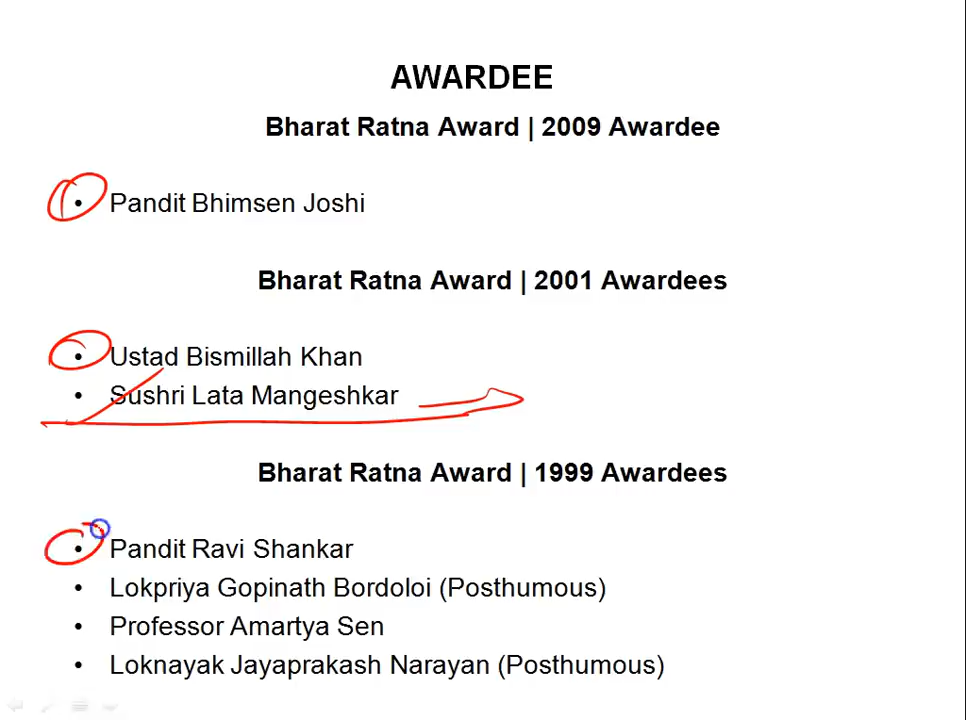 AWARDEE
Bharat Ratna Award | 2009 Awardee
• Pandit Bhimsen Joshi
Bharat Ratna Award | 2001 Awardees
• Ustad Bismillah Khan
• Sushri Lata Mangeshkar
Bharat Ratna Award | 1999 Awardees
• Pandit Ravi Shankar
• Lokpriya Gopinath Bordoloi (Posthumous)
• Professor Amartya Sen
• Loknayak Jayaprakash Narayan (Posthumous)